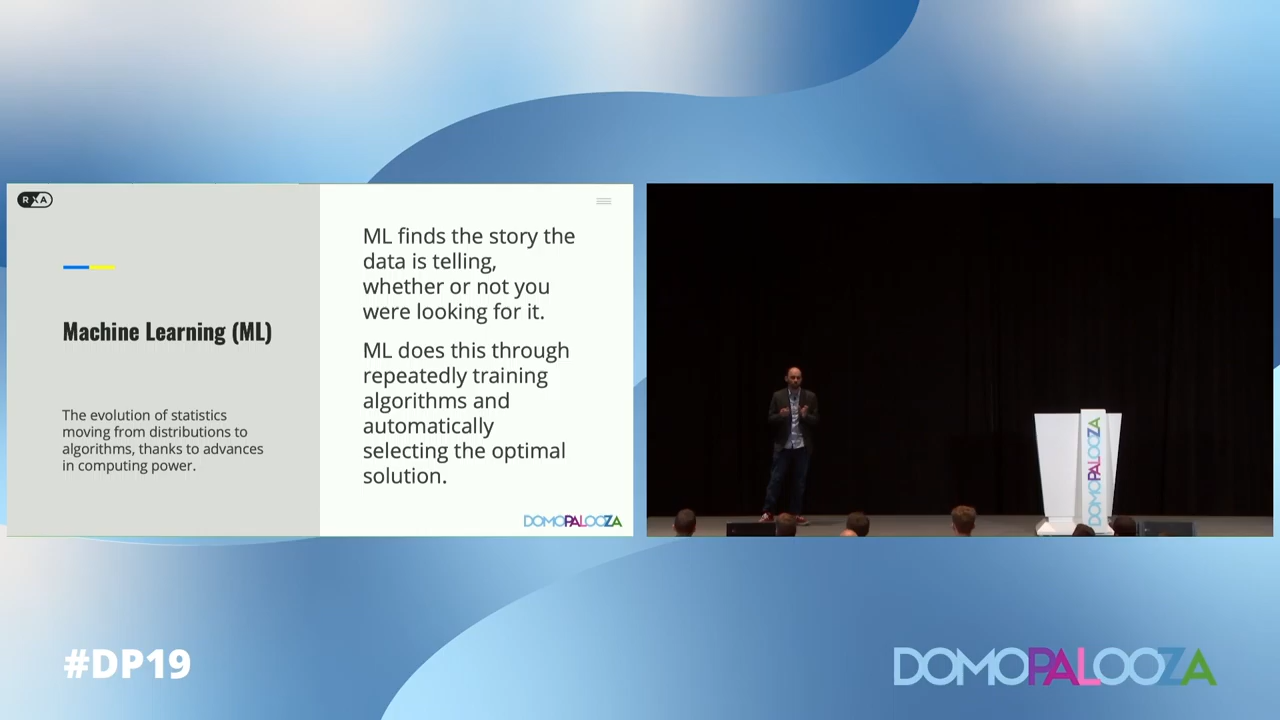 RXA
Machine Learning (ML)
The evolution of statistics
moving from distributions to
algorithms, thanks to advances
in computing power.
ML finds the story the
data is telling,
whether or not you
were looking for it.
ML does this through
repeatedly training
algorithms and
automatically
selecting the optimal
solution.
DOMOPALOOZA
DOMOPALOOZA
#DP19
DOMOPALOOZA